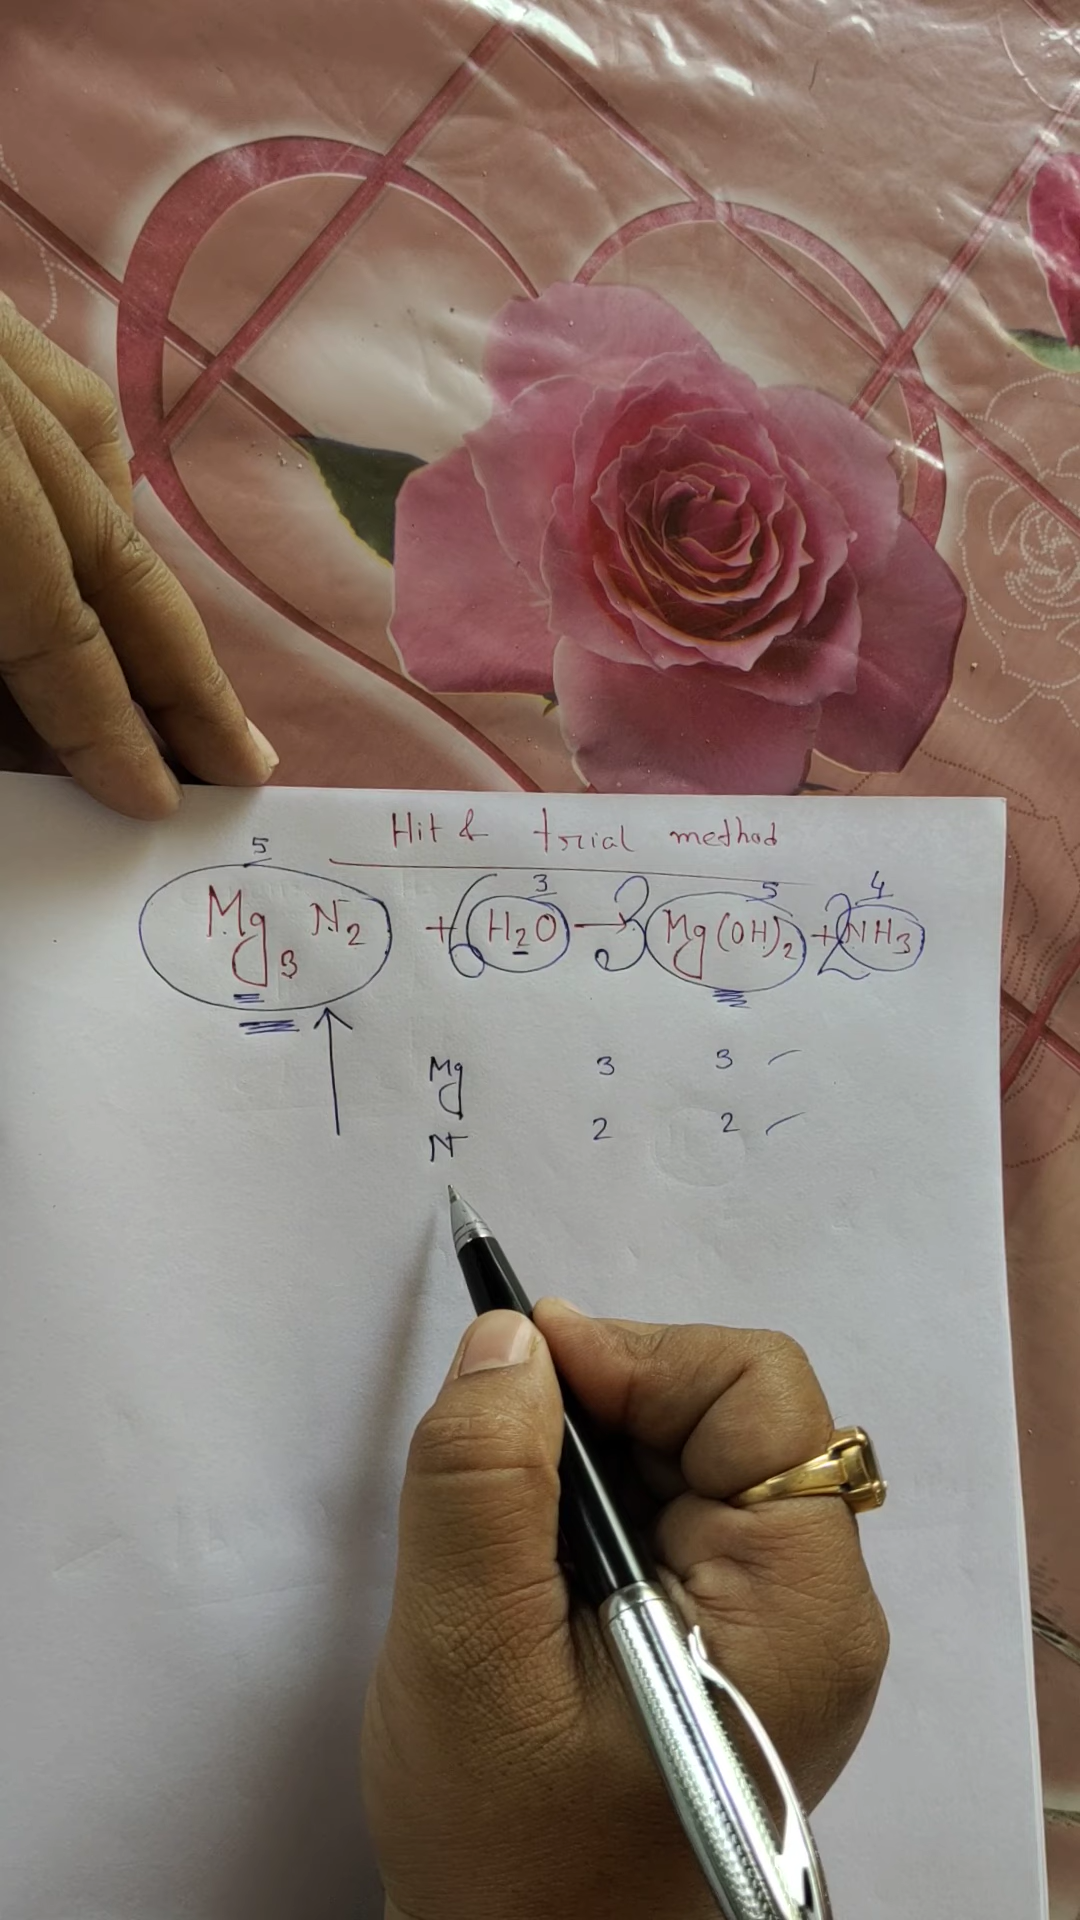 Hit & trial method
5 3 5 4
Mg3 N2 + 6 H2O → 3 Mg(OH)2 + 2 NH3
Mg 3 3 ✓
N 2 2 ✓